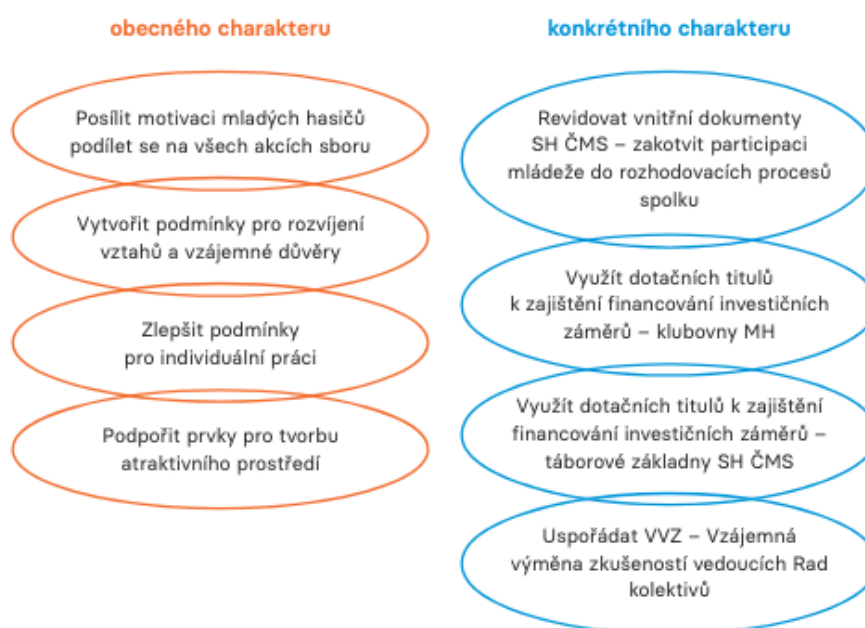 obecného charakteru
Posílit motivaci mladých hasičů
podílet se na všech akcích sboru
Vytvořit podmínky pro rozvíjení
vztahů a vzájemné důvěry
Zlepšit podmínky
pro individuální práci
Podpořit prvky pro tvorbu
atraktivního prostředí
konkrétního charakteru
Revidovat vnitřní dokumenty
SH ČMS – zakotvit participaci
mládeže do rozhodovacích procesů
spolku
Využít dotačních titulů
k zajištění financování investičních
záměrů – klubovny MH
Využít dotačních titulů k zajištění
financování investičních záměrů –
táborové základny SH ČMS
Uspořádat VVZ – Vzájemná
výměna zkušeností vedoucích Rad
kolektivů